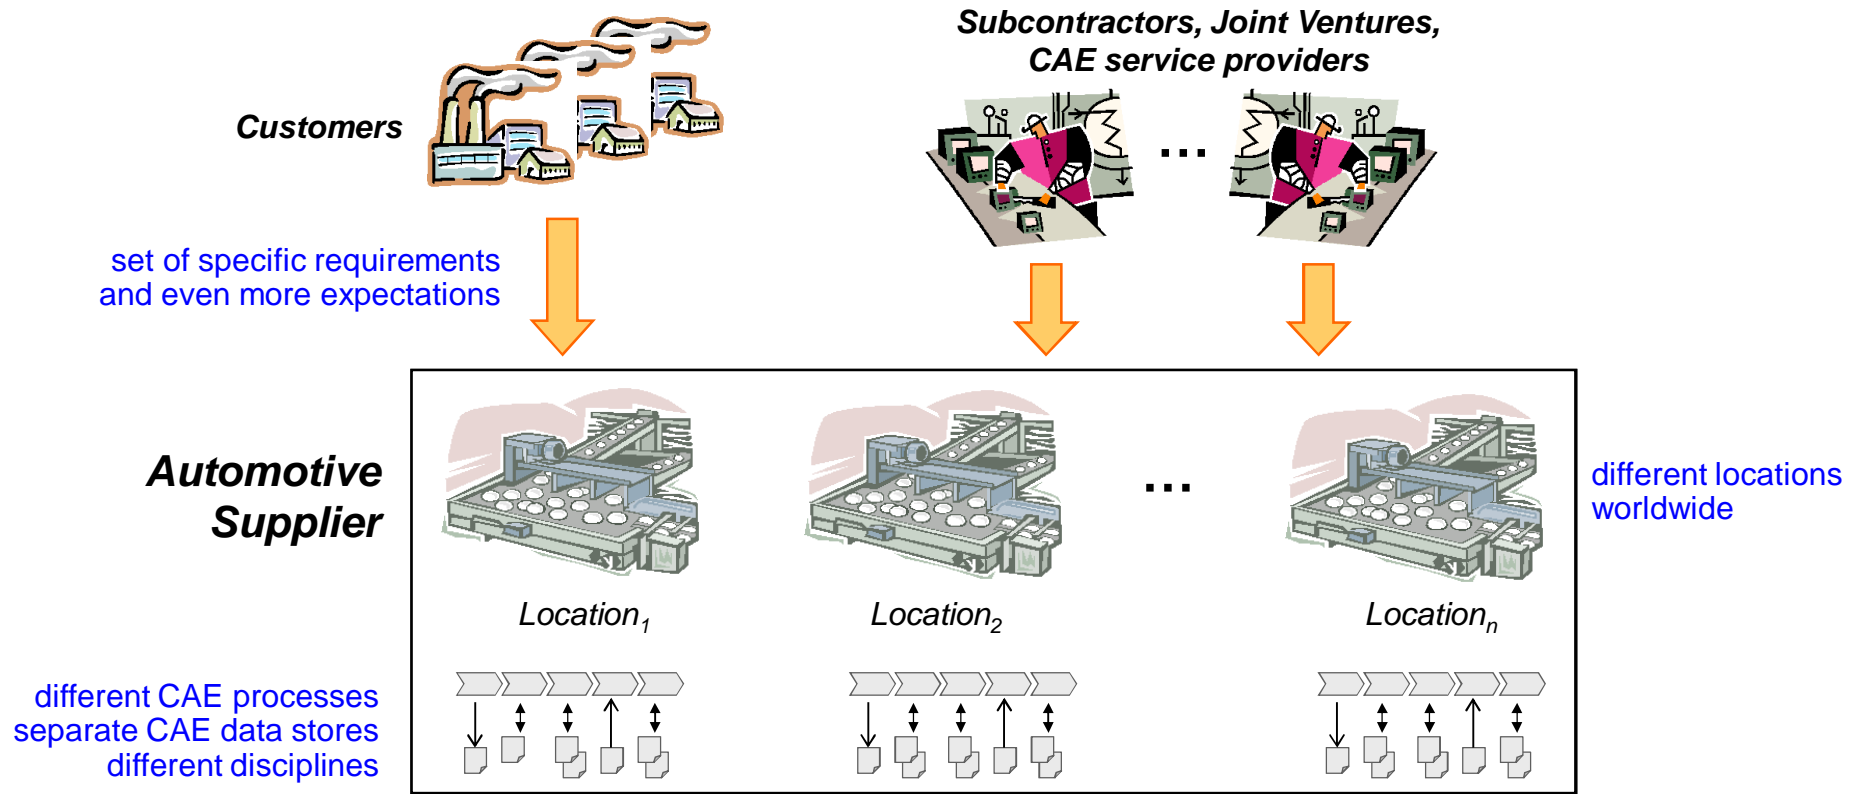 Subcontractors, Joint Ventures,
CAE service providers
Customers
...
set of specific requirements
and even more expectations
Automotive
Supplier
...
different locations
worldwide
Location1
Location2
Locationn
different CAE processes
separate CAE data stores
different disciplines